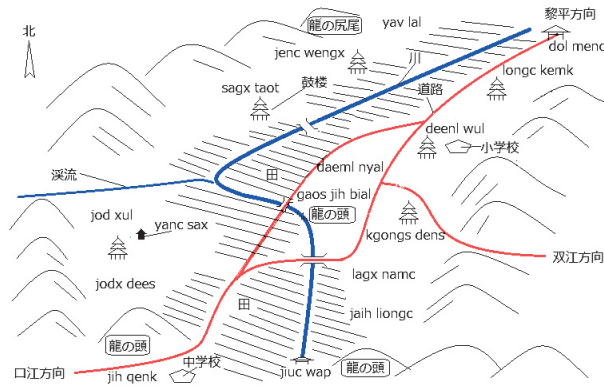 黎平方向
北
龍の尻尾
yav lal
dol meno
jenc wengx
川
longc kemk
sagx taot
鼓楼
道路
deenl wul
小学校
daeml nyal
溪流
田
gaos jih bial
jod xul
yanc sax
龍の頭
kgongs dens
双江方向
jodx dees
lagx namc
田
jaih liongc
龍の頭
口江方向
中学校
jih qenk
jiuc wap
龍の頭